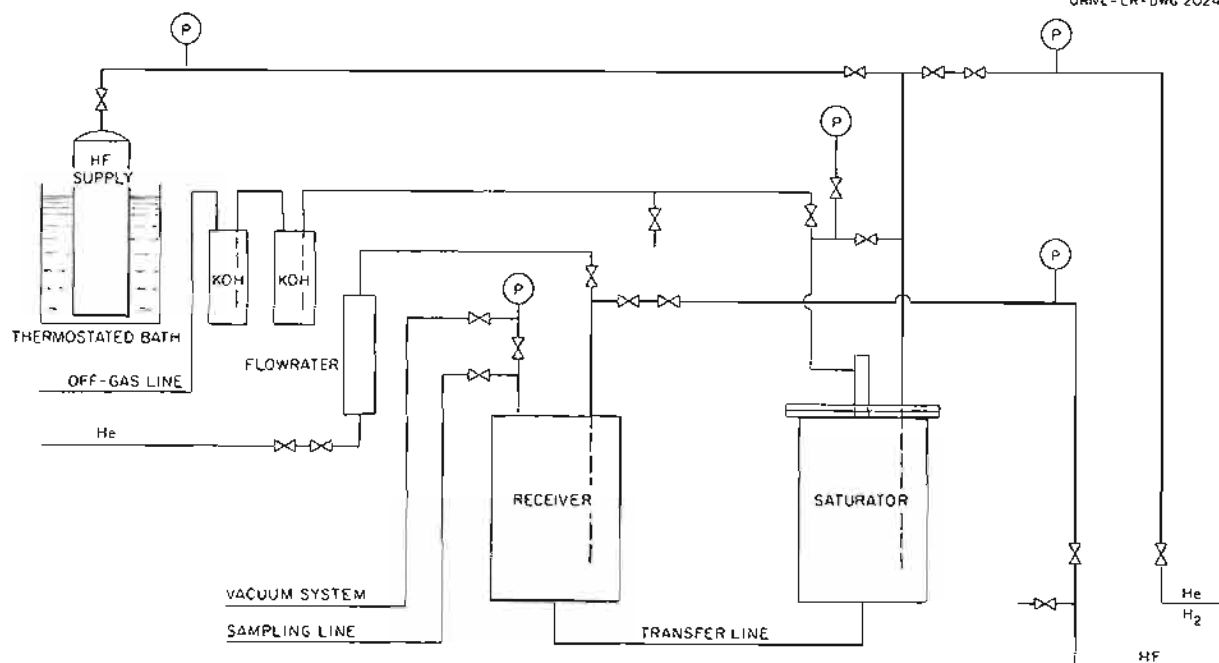 P
P
P
HF
SUPPLY
P
KOH
KOH
P
THERMOSTATED BATH
FLOWRATER
OFF-GAS LINE
He
RECEIVER
SATURATOR
VACUUM SYSTEM
SAMPLING LINE
TRANSFER LINE
He
H2
HF